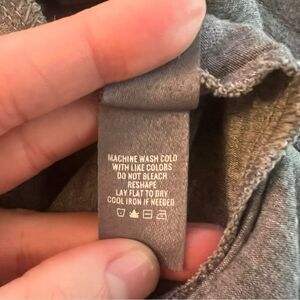 MACHINE WASH COLD
WITH LIKE COLORS
DO NOT BLEACH
RESHAPE
LAY FLAT TO DRY
COOL IRON IF NEEDED